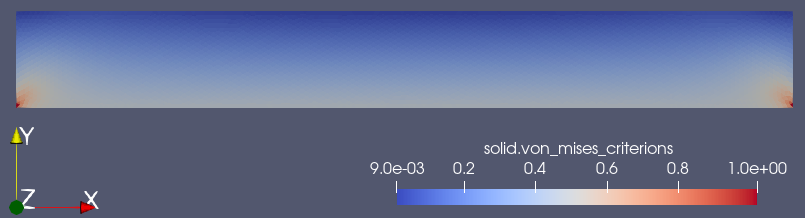 Y
Z X
solid.von_mises_criterions
9.0e-03 0.2 0.4 0.6 0.8 1.0e+00